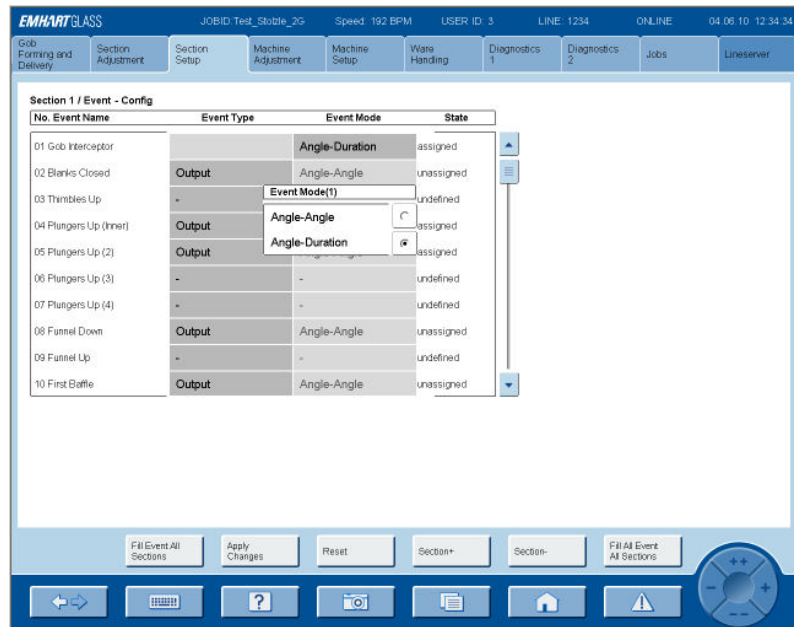 EMHART GLASS JOBID:Test_Stolzle_2G Speed: 192 BPM USER ID: 3 LINE: 1234 ONLINE 04.06.10 12:34:34
Gob Forming and Delivery
Section Adjustment
Section Setup
Machine Adjustment
Machine Setup
Ware Handling
Diagnostics 1
Diagnostics 2
Jobs
Lineserver
Section 1 / Event - Config
No. Event Name Event Type Event Mode State
01 Gob Interceptor Angle-Duration assigned
02 Blanks Closed Output Angle-Angle unassigned
03 Thimbles Up - undefined
04 Plungers Up (Inner) Output assigned
05 Plungers Up (2) Output assigned
06 Plungers Up (3) - - undefined
07 Plungers Up (4) - - undefined
08 Funnel Down Output Angle-Angle unassigned
09 Funnel Up - - undefined
10 First Baffle Output Angle-Angle unassigned
Event Mode(1)
Angle-Angle
Angle-Duration
Fill Event All Sections
Apply Changes
Reset
Section+
Section-
Fill All Event All Sections
?
++
- +
--